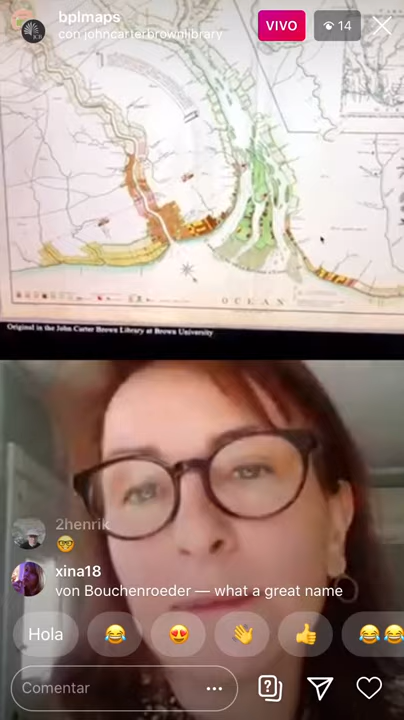 bplmaps
con johncarterbrownlibrary
VIVO
14
OCEAN
Original in the John Carter Brown Library at Brown University
2henrik
🤓
xina18
von Bouchenroeder — what a great name
Hola
😂
😍
👋
👍
😂😂
Comentar